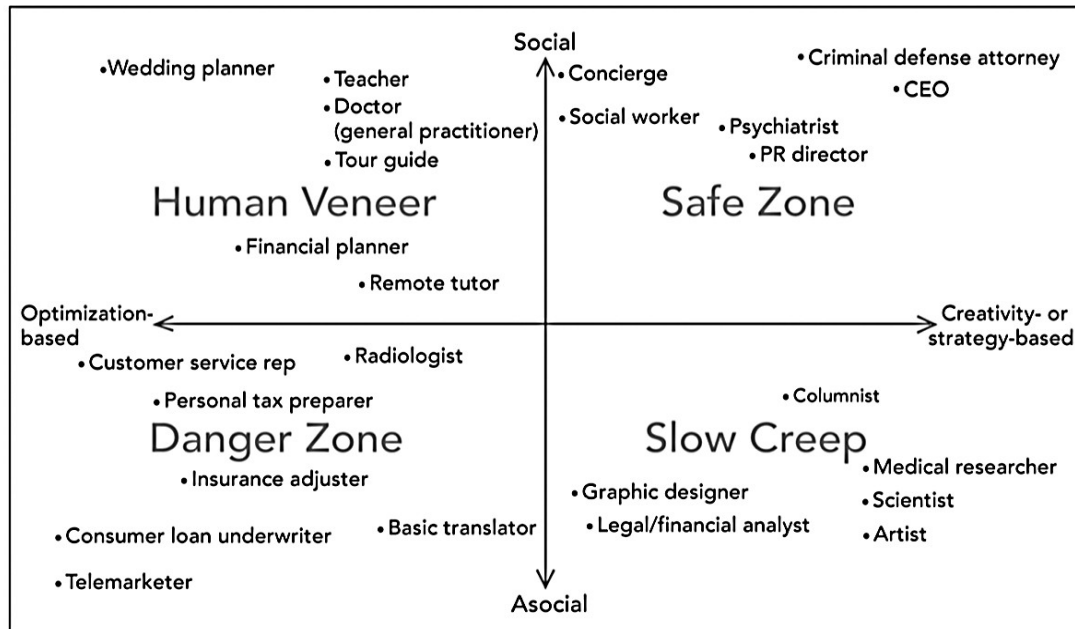 Social
•Wedding planner
•Teacher
•Doctor
(general practitioner)
•Tour guide
Human Veneer
•Financial planner
•Remote tutor
•Concierge
•Social worker
•Criminal defense attorney
•CEO
•Psychiatrist
•PR director
Safe Zone
Optimization-
based
Creativity- or
strategy-based
•Customer service rep
•Radiologist
•Personal tax preparer
Danger Zone
•Insurance adjuster
•Consumer loan underwriter
•Basic translator
•Telemarketer
•Columnist
Slow Creep
•Medical researcher
•Graphic designer
•Scientist
•Legal/financial analyst
•Artist
Asocial